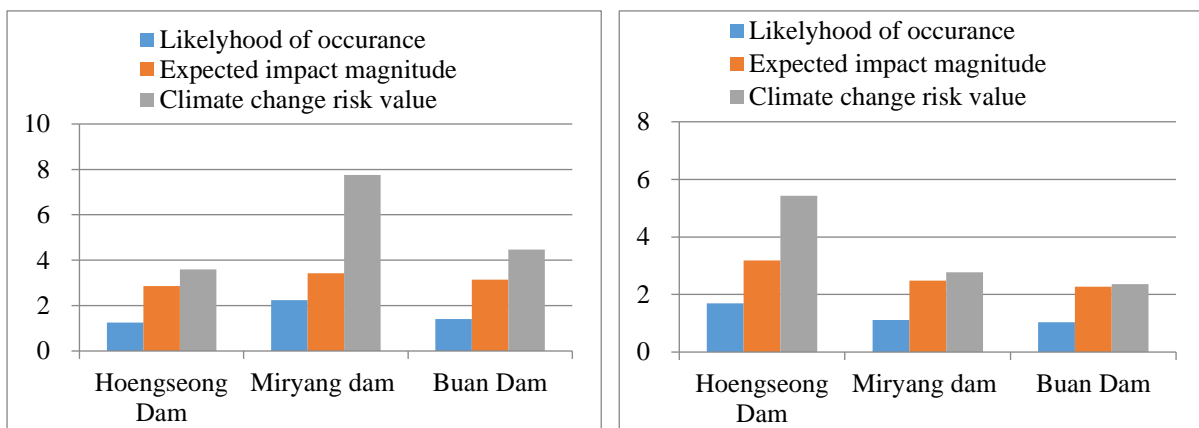 Likelyhood of occurance
Expected impact magnitude
Climate change risk value
10
8
6
4
2
0
Hoengseong
Dam
Miryang dam
Buan Dam
Likelyhood of occurance
Expected impact magnitude
Climate change risk value
8
6
4
2
0
Hoengseong
Dam
Miryang dam
Buan Dam